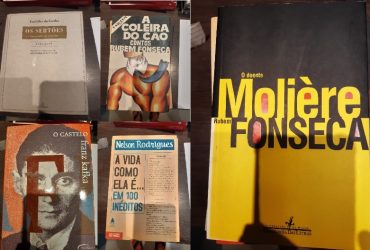 Euclides da Cunha
OS SERTÕES
A COLEIRA
DO CÃO
CONTOS
RUBEM FONSECA
O CASTELO
franz kafka
Nelson Rodrigues
A VIDA
COMO
ELA É...
EM 100
INÉDITOS
O doente
Molière
Rubem
FONSECA